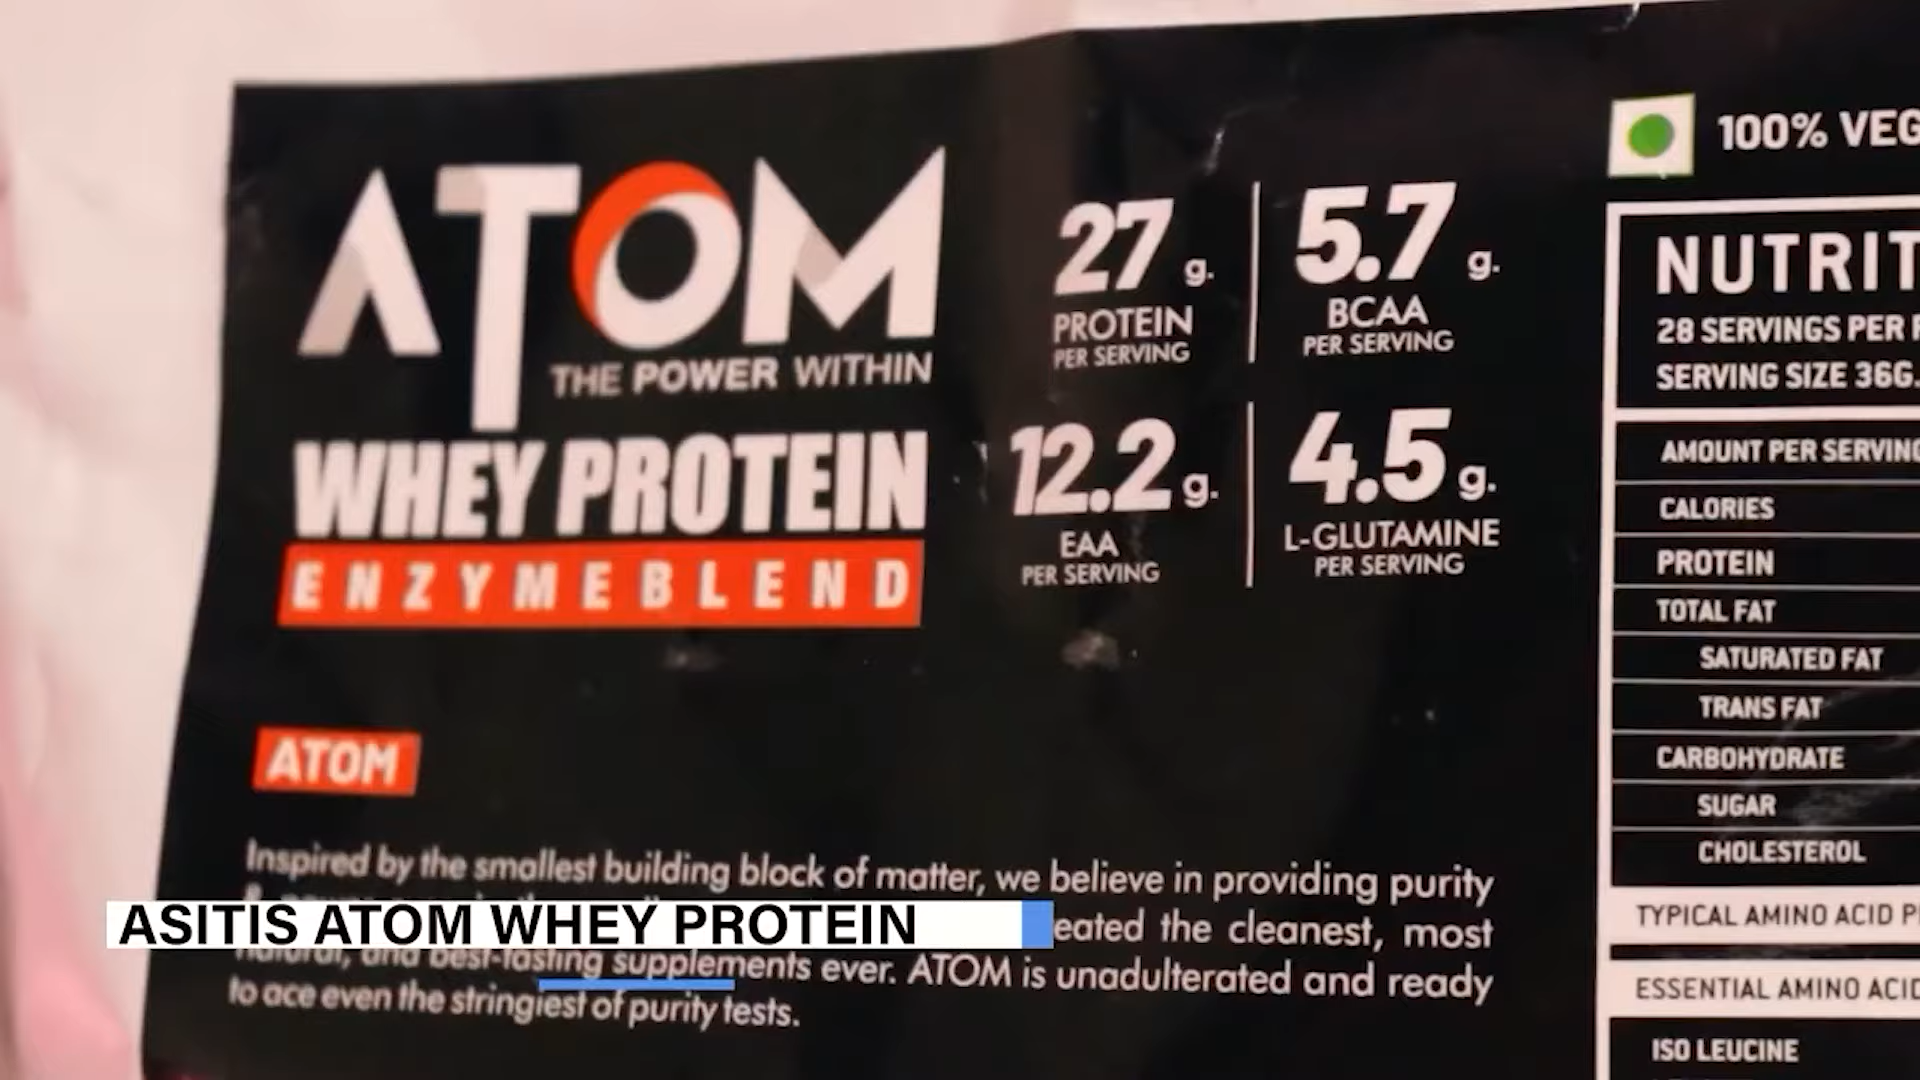 ATOM
THE POWER WITHIN
WHEY PROTEIN
ENZYMEBLEND
27 g.
PROTEIN
PER SERVING
5.7 g.
BCAA
PER SERVING
12.2 g.
EAA
PER SERVING
4.5 g.
L-GLUTAMINE
PER SERVING
ATOM
Inspired by the smallest building block of matter, we believe in providing purity
eated the cleanest, most
natural, and best-tasting supplements ever. ATOM is unadulterated and ready
to ace even the stringiest of purity tests.
ASITIS ATOM WHEY PROTEIN
100% VEG
NUTRIT
28 SERVINGS PER
SERVING SIZE 36G.
AMOUNT PER SERVING
CALORIES
PROTEIN
TOTAL FAT
SATURATED FAT
TRANS FAT
CARBOHYDRATE
SUGAR
CHOLESTEROL
TYPICAL AMINO ACID P
ESSENTIAL AMINO ACID
ISO LEUCINE